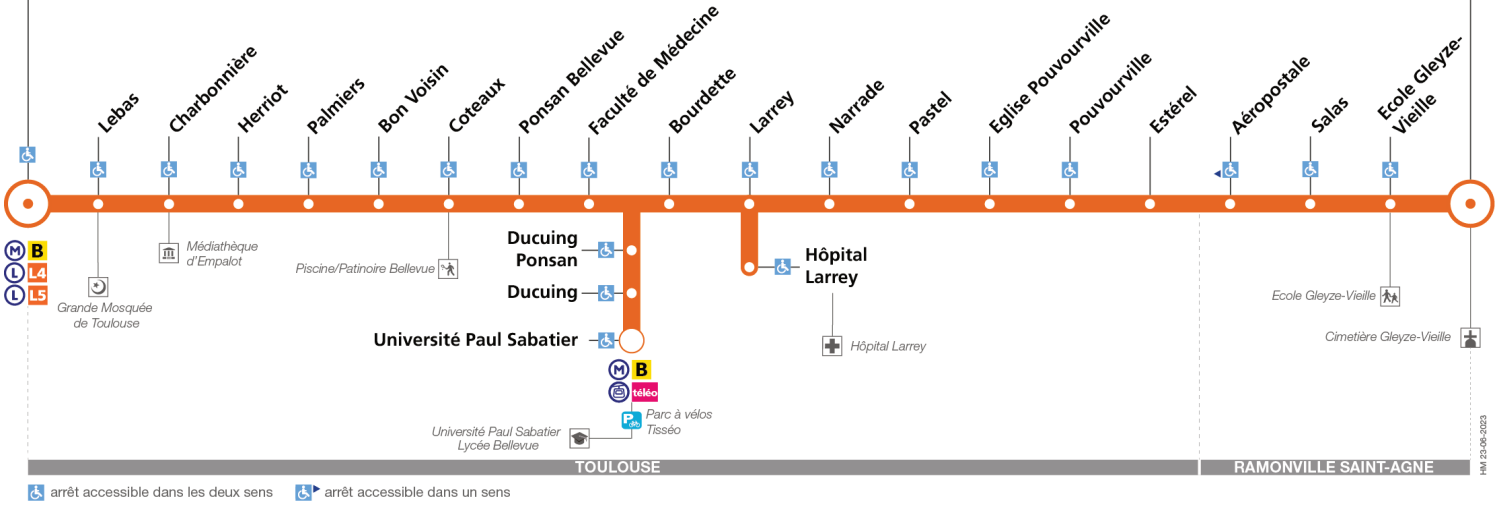 Lebas
Charbonnière
Herriot
Palmiers
Bon Voisin
Coteaux
Ponsan Bellevue
Faculté de Médecine
Bourdette
Larrey
Narrade
Pastel
Eglise Pouvourville
Pouvourville
Estérel
Aéropostale
Salas
Ecole Gleyze-
Vieille
M B
L L4
L L5
Grande Mosquée
de Toulouse
Médiathèque
d'Empalot
Piscine/Patinoire Bellevue
Ducuing
Ponsan
Ducuing
Université Paul Sabatier
M B
téléo
P
Parc à vélos
Tisséo
Université Paul Sabatier
Lycée Bellevue
Hôpital
Larrey
Hôpital Larrey
Ecole Gleyze-Vieille
Cimetière Gleyze-Vieille
HM 23-06-2023
TOULOUSE
RAMONVILLE SAINT-AGNE
arrêt accessible dans les deux sens
arrêt accessible dans un sens